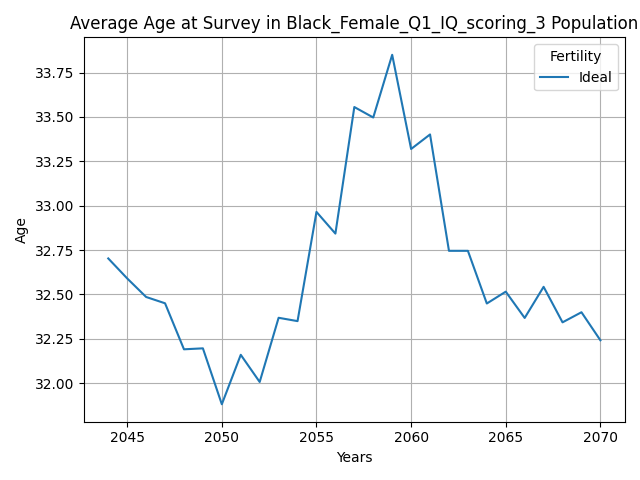 Average Age at Survey in Black_Female_Q1_IQ_scoring_3 Population
Fertility
Ideal
Age
33.75
33.50
33.25
33.00
32.75
32.50
32.25
32.00
2045 2050 2055 2060 2065 2070
Years